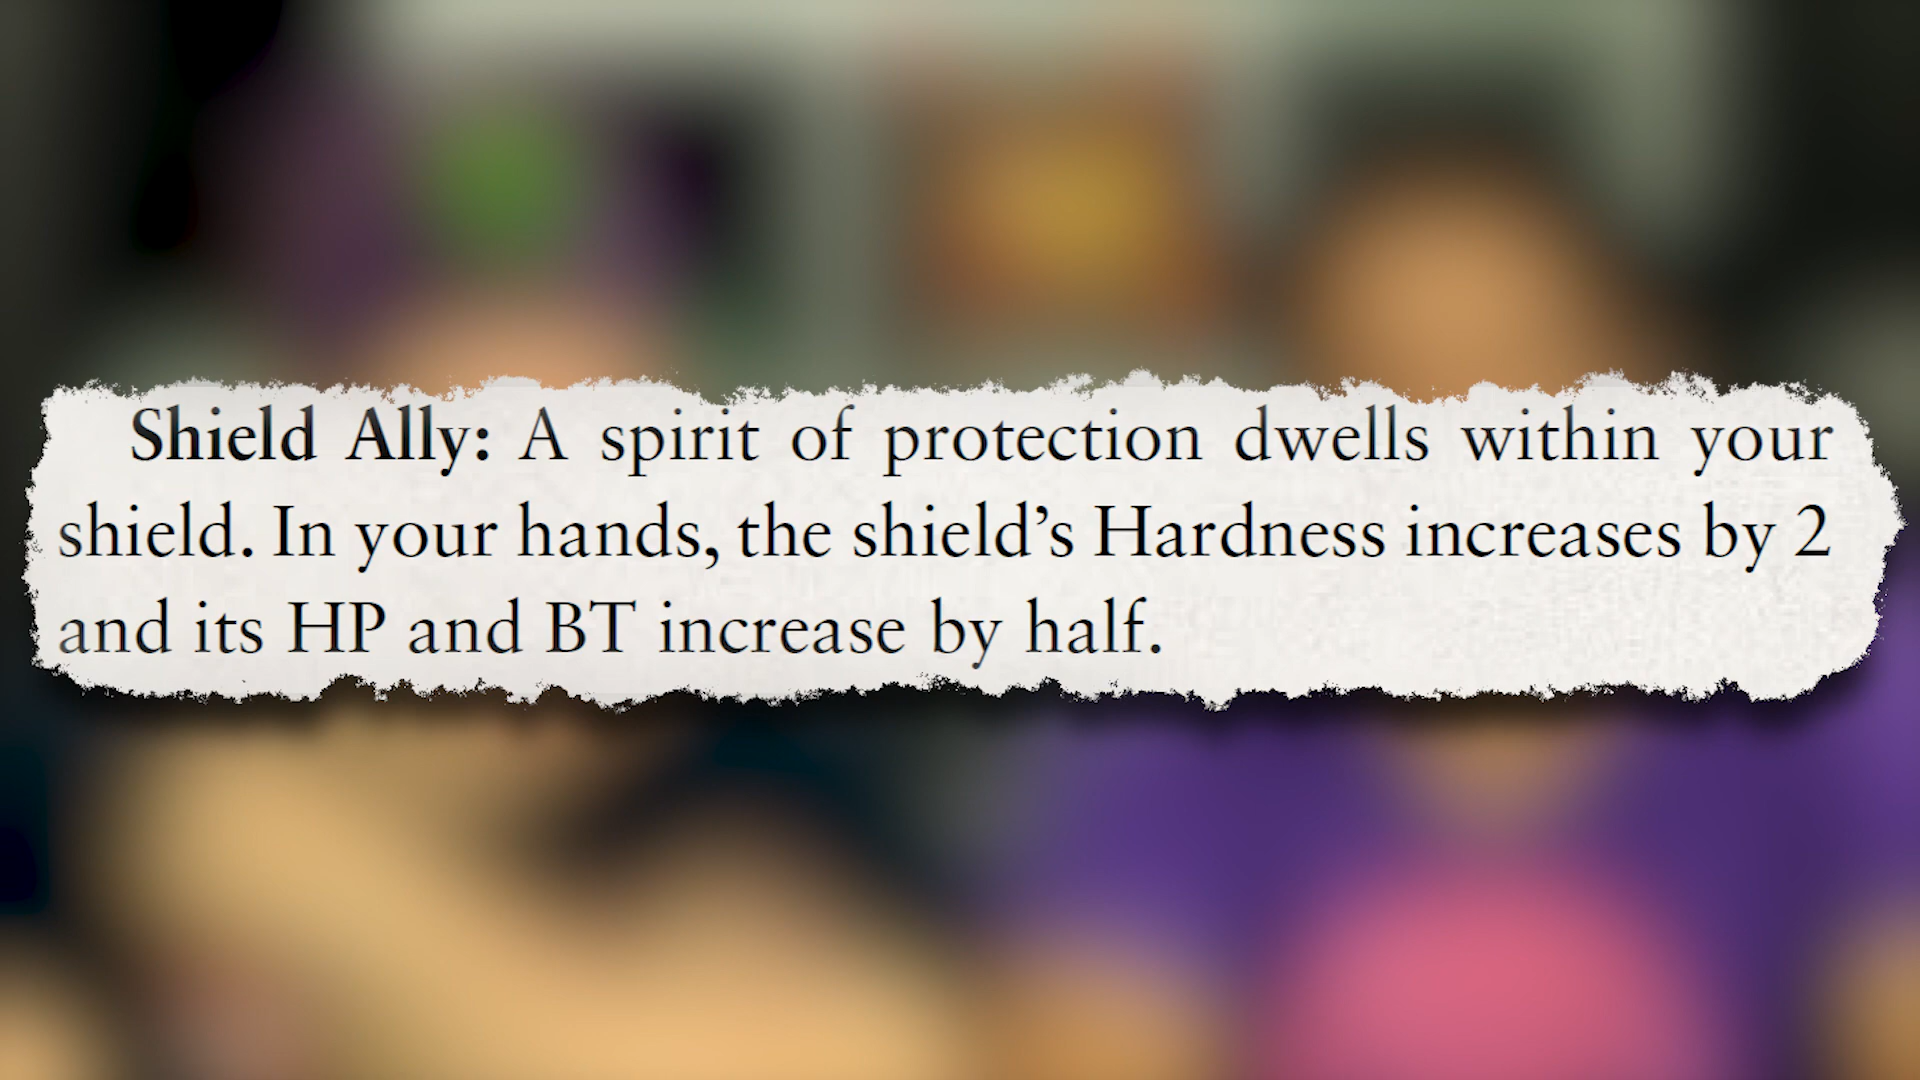 Shield Ally: A spirit of protection dwells within your
shield. In your hands, the shield’s Hardness increases by 2
and its HP and BT increase by half.